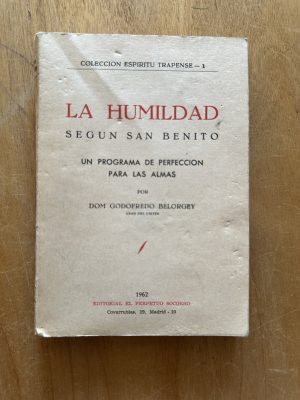 COLECCION ESPIRITU TRAPENSE — 1
LA HUMILDAD
SEGUN SAN BENITO
UN PROGRAMA DE PERFECCION
PARA LAS ALMAS
POR
DOM GODOFREDO BELORGEY
1962
EDITORIAL EL PERPETUO SOCORRO
Covarrubias, 19. Madrid - 10